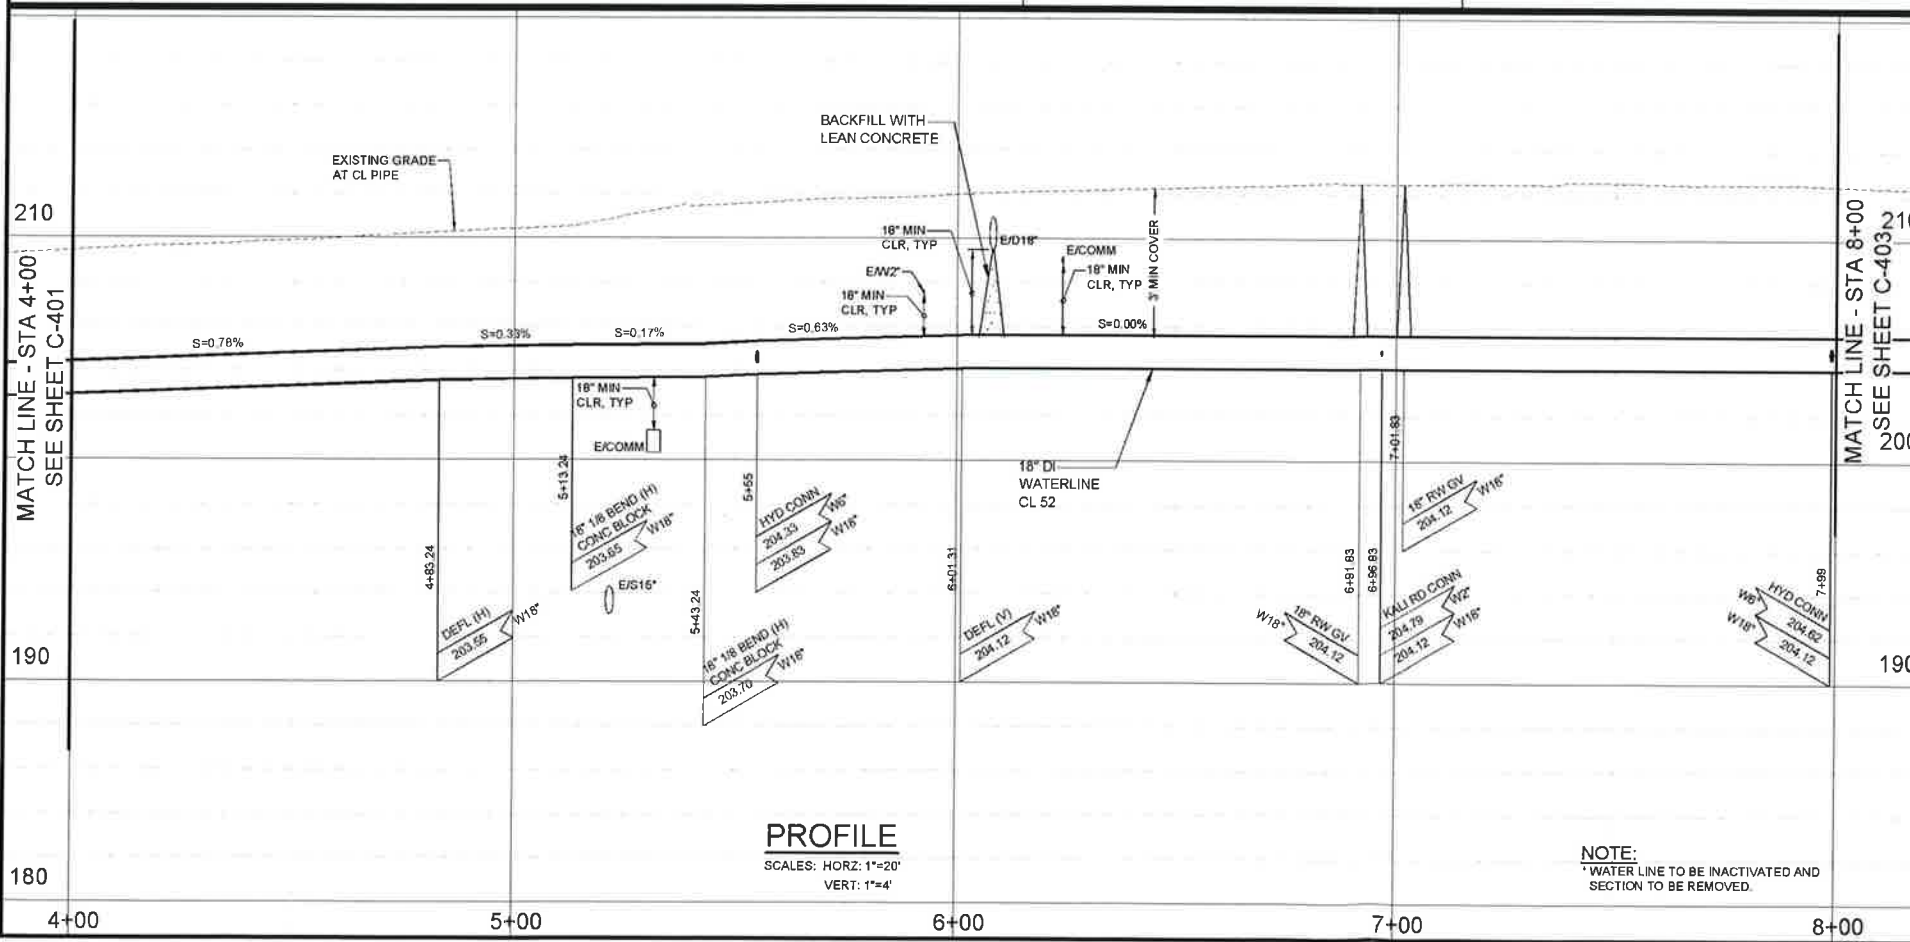 BACKFILL WITH
LEAN CONCRETE
EXISTING GRADE
AT CL PIPE
210
210
MATCH LINE - STA 4+00
SEE SHEET C-401
MATCH LINE - STA 8+00
SEE SHEET C-403
18" MIN
CLR, TYP
E/D18"
E/COMM
18" MIN
CLR, TYP
3' MIN COVER
E/W2"
18" MIN
CLR, TYP
S=0.78%
S=0.33%
S=0.17%
S=0.63%
S=0.00%
18" MIN
CLR, TYP
E/COMM
200
18" DI
WATERLINE
CL 52
4+83.24
DEFL (H)
203.55
W18"
5+13.24
18" 1/8 BEND (H)
CONC BLOCK
203.65
W18"
E/S15"
5+43.24
18" 1/8 BEND (H)
CONC BLOCK
203.70
W18"
5+55
HYD CONN
204.33
W6"
203.83
W18"
6+01.31
DEFL (V)
204.12
W18"
6+91.83
18" RW GV
204.12
W18"
6+96.83
KALI RD CONN
204.79
W2"
204.12
W18"
7+01.83
18" RW GV
204.12
W18"
7+99
HYD CONN
204.62
W6"
204.12
W18"
190
190
180
PROFILE
SCALES: HORZ: 1"=20'
VERT: 1"=4'
NOTE:
* WATER LINE TO BE INACTIVATED AND
SECTION TO BE REMOVED.
4+00
5+00
6+00
7+00
8+00